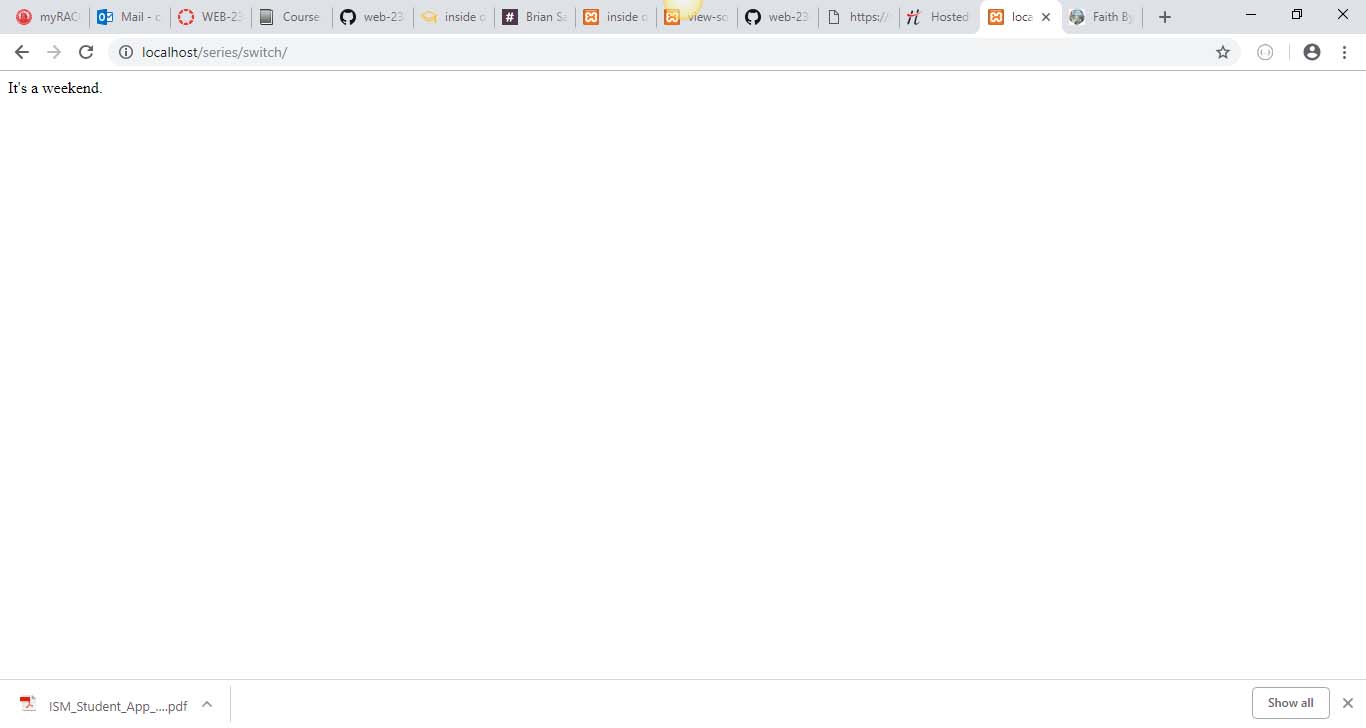 myRAC
Mail - c
WEB-23
Course
web-23
inside o
Brian Sa
inside o
view-so
web-23
https://
Hosted
loca
Faith By
localhost/series/switch/
It's a weekend.
ISM_Student_App_....pdf
Show all